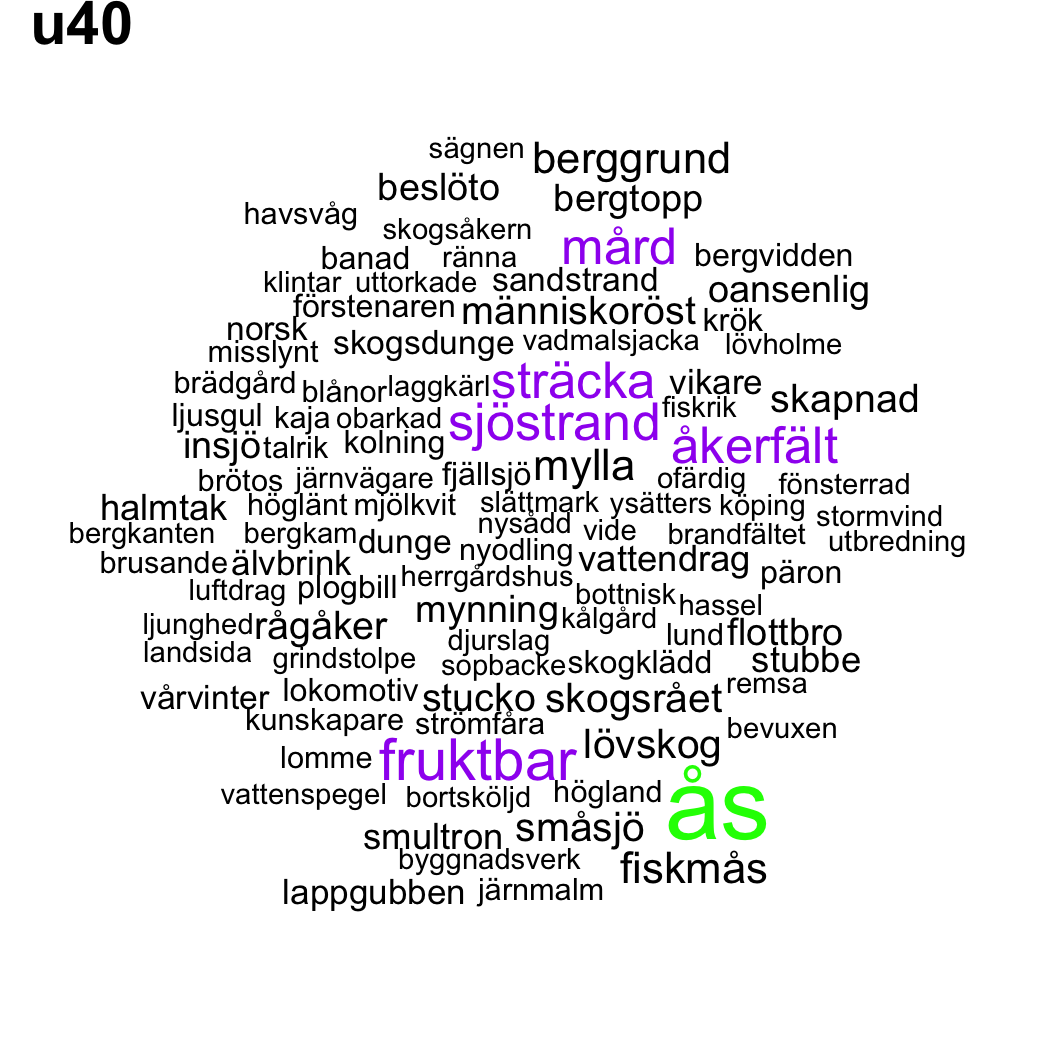 u40
sägnen berggrund
beslöto bergtopp
havsvåg skogsåkern mård
banad ränna bergvidden
klintar uttorkade sandstrand oansenlig
förstenaren människoröst krök
norsk skogsdunge vadmalsjacka lövholme
misslynt
brädgård blånor laggkärl sträcka vikare skapnad
ljusgul kaja obarkad sjöstrand fiskrik
insjö talrik kolning åkerfält
brötos järnvägare fjällsjö mylla ofärdig fönsterrad
halmtak höglänt mjölkvit slättmark ysätters köping stormvind
bergkanten bergkam dunge nysådd vide brandfältet utbredning
brusande älvbrink nyodling vattendrag päron
luftdrag plogbill herrgårdshus bottnisk hassel
ljunghed rågåker mynning kålgård lund flottbro
landsida grindstolpe djurslag sopbacke skogklädd stubbe
vårvinter lokomotiv stucko skogsrået remsa
kunskapare strömfåra bevuxen
lomme fruktbar lövskog
vattenspegel bortsköljd högland ås
smultron småsjö
byggnadsverk fiskmås
lappgubben järnmalm